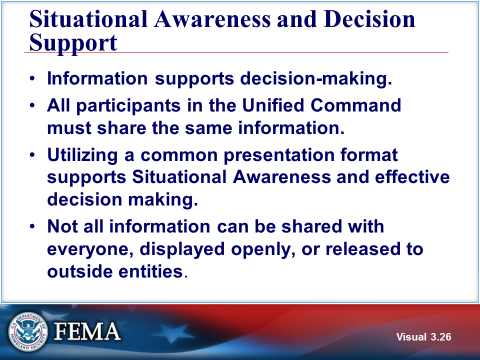 Situational Awareness and Decision
Support
• Information supports decision-making.
• All participants in the Unified Command
must share the same information.
• Utilizing a common presentation format
supports Situational Awareness and effective
decision making.
• Not all information can be shared with
everyone, displayed openly, or released to
outside entities.
FEMA
Visual 3.26